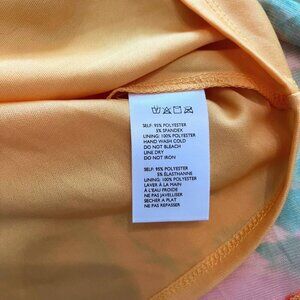 SELF: 95% POLYESTER
5% SPANDEX
LINING: 100% POLYESTER
HAND WASH COLD
DO NOT BLEACH
LINE DRY
DO NOT IRON
SELF: 95% POLYESTER
5% ÉLASTHANNE
LINING: 100% POLYESTER
LAVER À LA MAIN
À L'EAU FROIDE
NE PAS JAVELLISER
SECHER A PLAT
NE PAS REPASSER